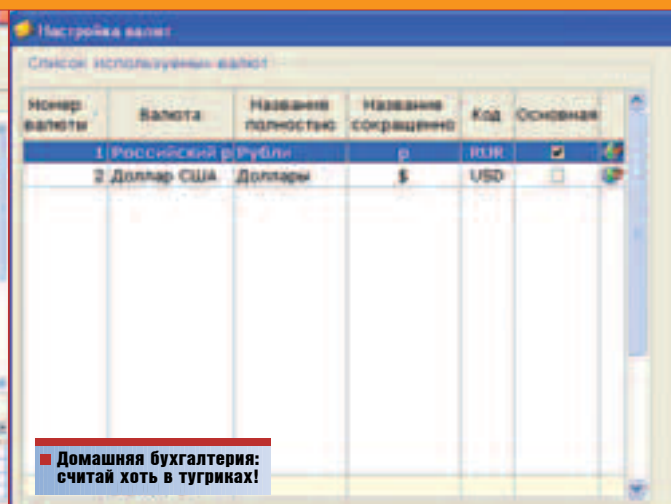 Настройка валют
Список используемых валют
Номер валюты Валюта Название полностью Название сокращенно Код Основная
1 Российский р Рубли р RUR
2 Доллар США Доллары $ USD
Домашняя бухгалтерия:
считай хоть в тугриках!